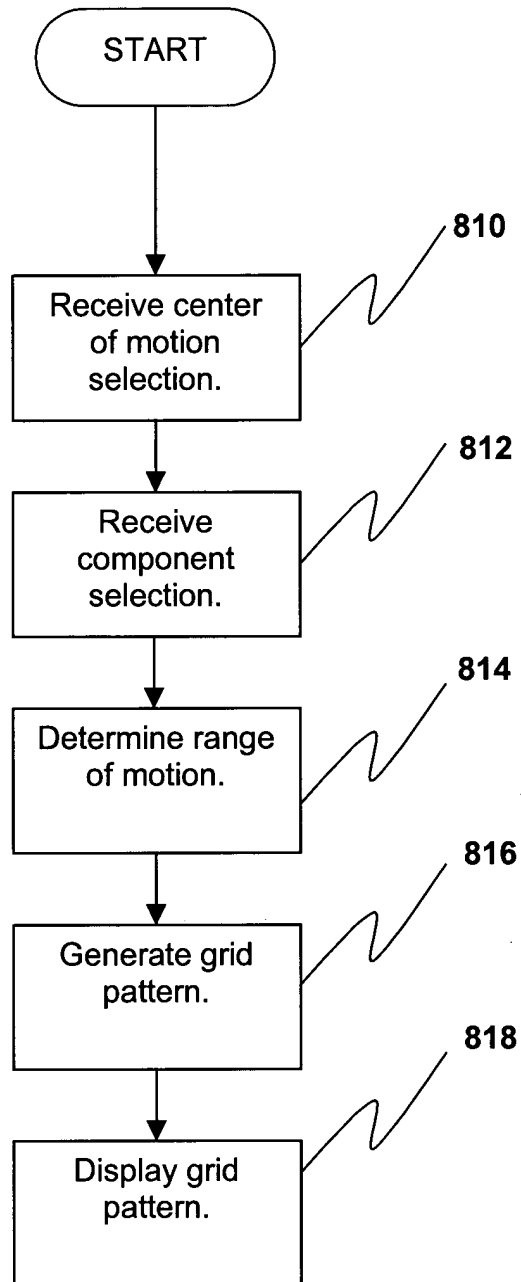 START
810
Receive center
of motion
selection.
812
Receive
component
selection.
814
Determine range
of motion.
816
Generate grid
pattern.
818
Display grid
pattern.